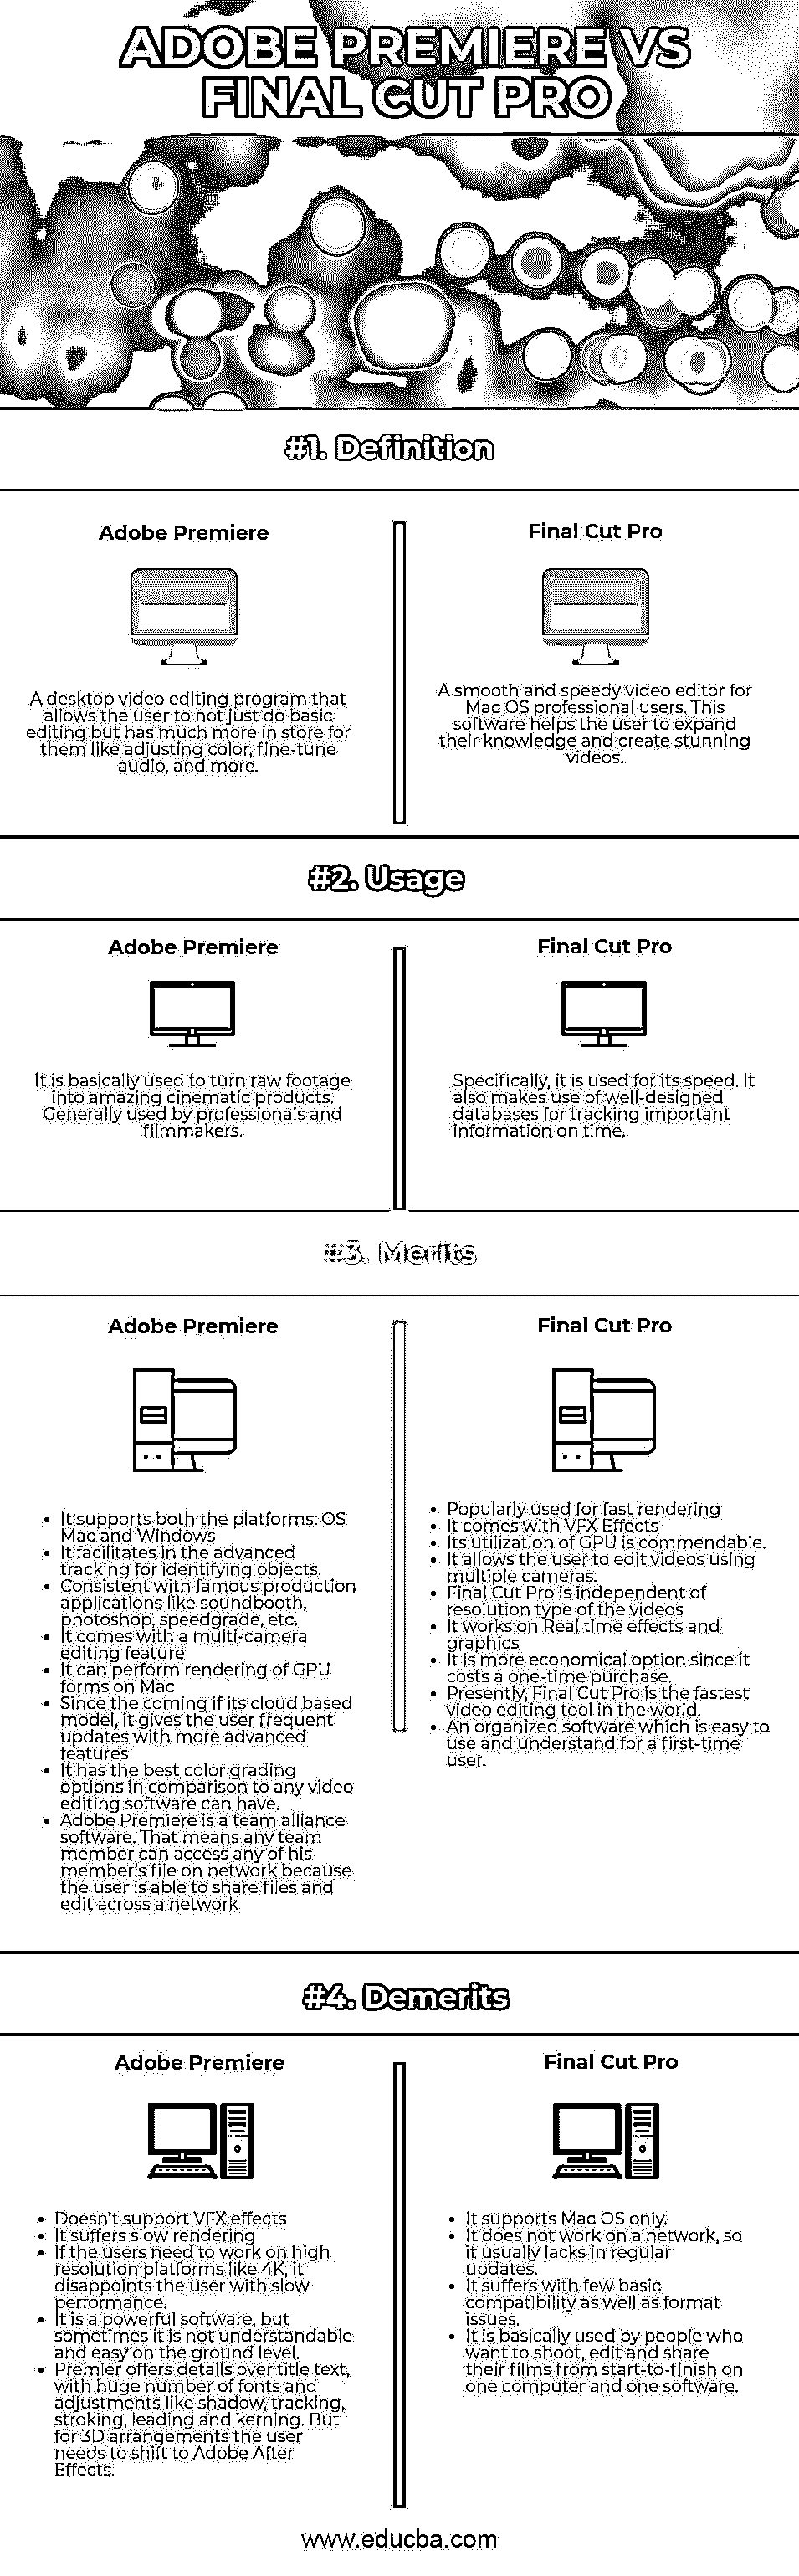 ADOBE PREMIERE VS
FINAL CUT PRO
#1. Definition
Adobe Premiere
A desktop video editing program that
allows the user to not just do basic
editing but has much more in store for
them like adjusting color, fine-tune
audio, and more.
Final Cut Pro
A smooth and speedy video editor for
Mac OS professional users. This
software helps the user to expand
their knowledge and create stunning
videos.
#2. Usage
Adobe Premiere
It is basically used to turn raw footage
into amazing cinematic products.
Generally used by professionals and
filmmakers.
Final Cut Pro
Specifically, it is used for its speed. It
also makes use of well-designed
databases for tracking important
information on time.
#3. Merits
Adobe Premiere
• It supports both the platforms: OS
Mac and Windows
• It facilitates in the advanced
tracking for identifying objects.
• Consistent with famous production
applications like soundbooth,
photoshop, speedgrade, etc.
• It comes with a multi-camera
editing feature
• It can perform rendering of GPU
forms on Mac
• Since the coming if its cloud based
model, it gives the user frequent
updates with more advanced
features
• It has the best color grading
options in comparison to any video
editing software can have.
• Adobe Premiere is a team alliance
software. That means any team
member can access any of his
member's file on network because
the user is able to share files and
edit across a network
Final Cut Pro
• Popularly used for fast rendering
• It comes with VFX Effects
• Its utilization of GPU is commendable.
• It allows the user to edit videos using
multiple cameras.
• Final Cut Pro is independent of
resolution type of the videos
• It works on Real time effects and
graphics
• It is more economical option since it
costs a one-time purchase.
• Presently, Final Cut Pro is the fastest
video editing tool in the world.
• An organized software which is easy to
use and understand for a first-time
user.
#4. Demerits
Adobe Premiere
• Doesn't support VFX effects
• It suffers slow rendering
• If the users need to work on high
resolution platforms like 4K, it
disappoints the user with slow
performance.
• It is a powerful software, but
sometimes it is not understandable
and easy on the ground level.
• Premier offers details over title text,
with huge number of fonts and
adjustments like shadow, tracking,
stroking, leading and kerning. But
for 3D arrangements the user
needs to shift to Adobe After
Effects.
Final Cut Pro
• It supports Mac OS only.
• It does not work on a network, so
it usually lacks in regular
updates.
• It suffers with few basic
compatibility as well as format
issues.
• It is basically used by people who
want to shoot, edit and share
their films from start-to-finish on
one computer and one software.
www.educba.com